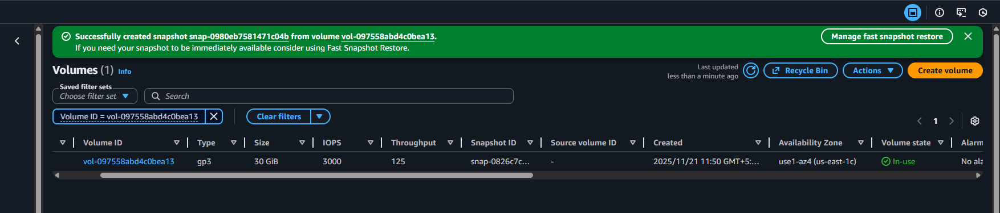 Successfully created snapshot snap-0980eb7581471c04b from volume vol-097558abd4c0bea13.
If you need your snapshot to be immediately available consider using Fast Snapshot Restore.
Manage fast snapshot restore
Volumes (1) Info
Last updated
less than a minute ago
Recycle Bin
Actions
Create volume
Saved filter sets
Choose filter set
Search
Volume ID = vol-097558abd4c0bea13
Clear filters
1
Volume ID Type Size IOPS Throughput Snapshot ID Source volume ID Created Availability Zone Volume state Alarm
vol-097558abd4c0bea13 gp3 30 GiB 3000 125 snap-0826c7c... - 2025/11/21 11:50 GMT+5:... use1-az4 (us-east-1c) In-use No ala